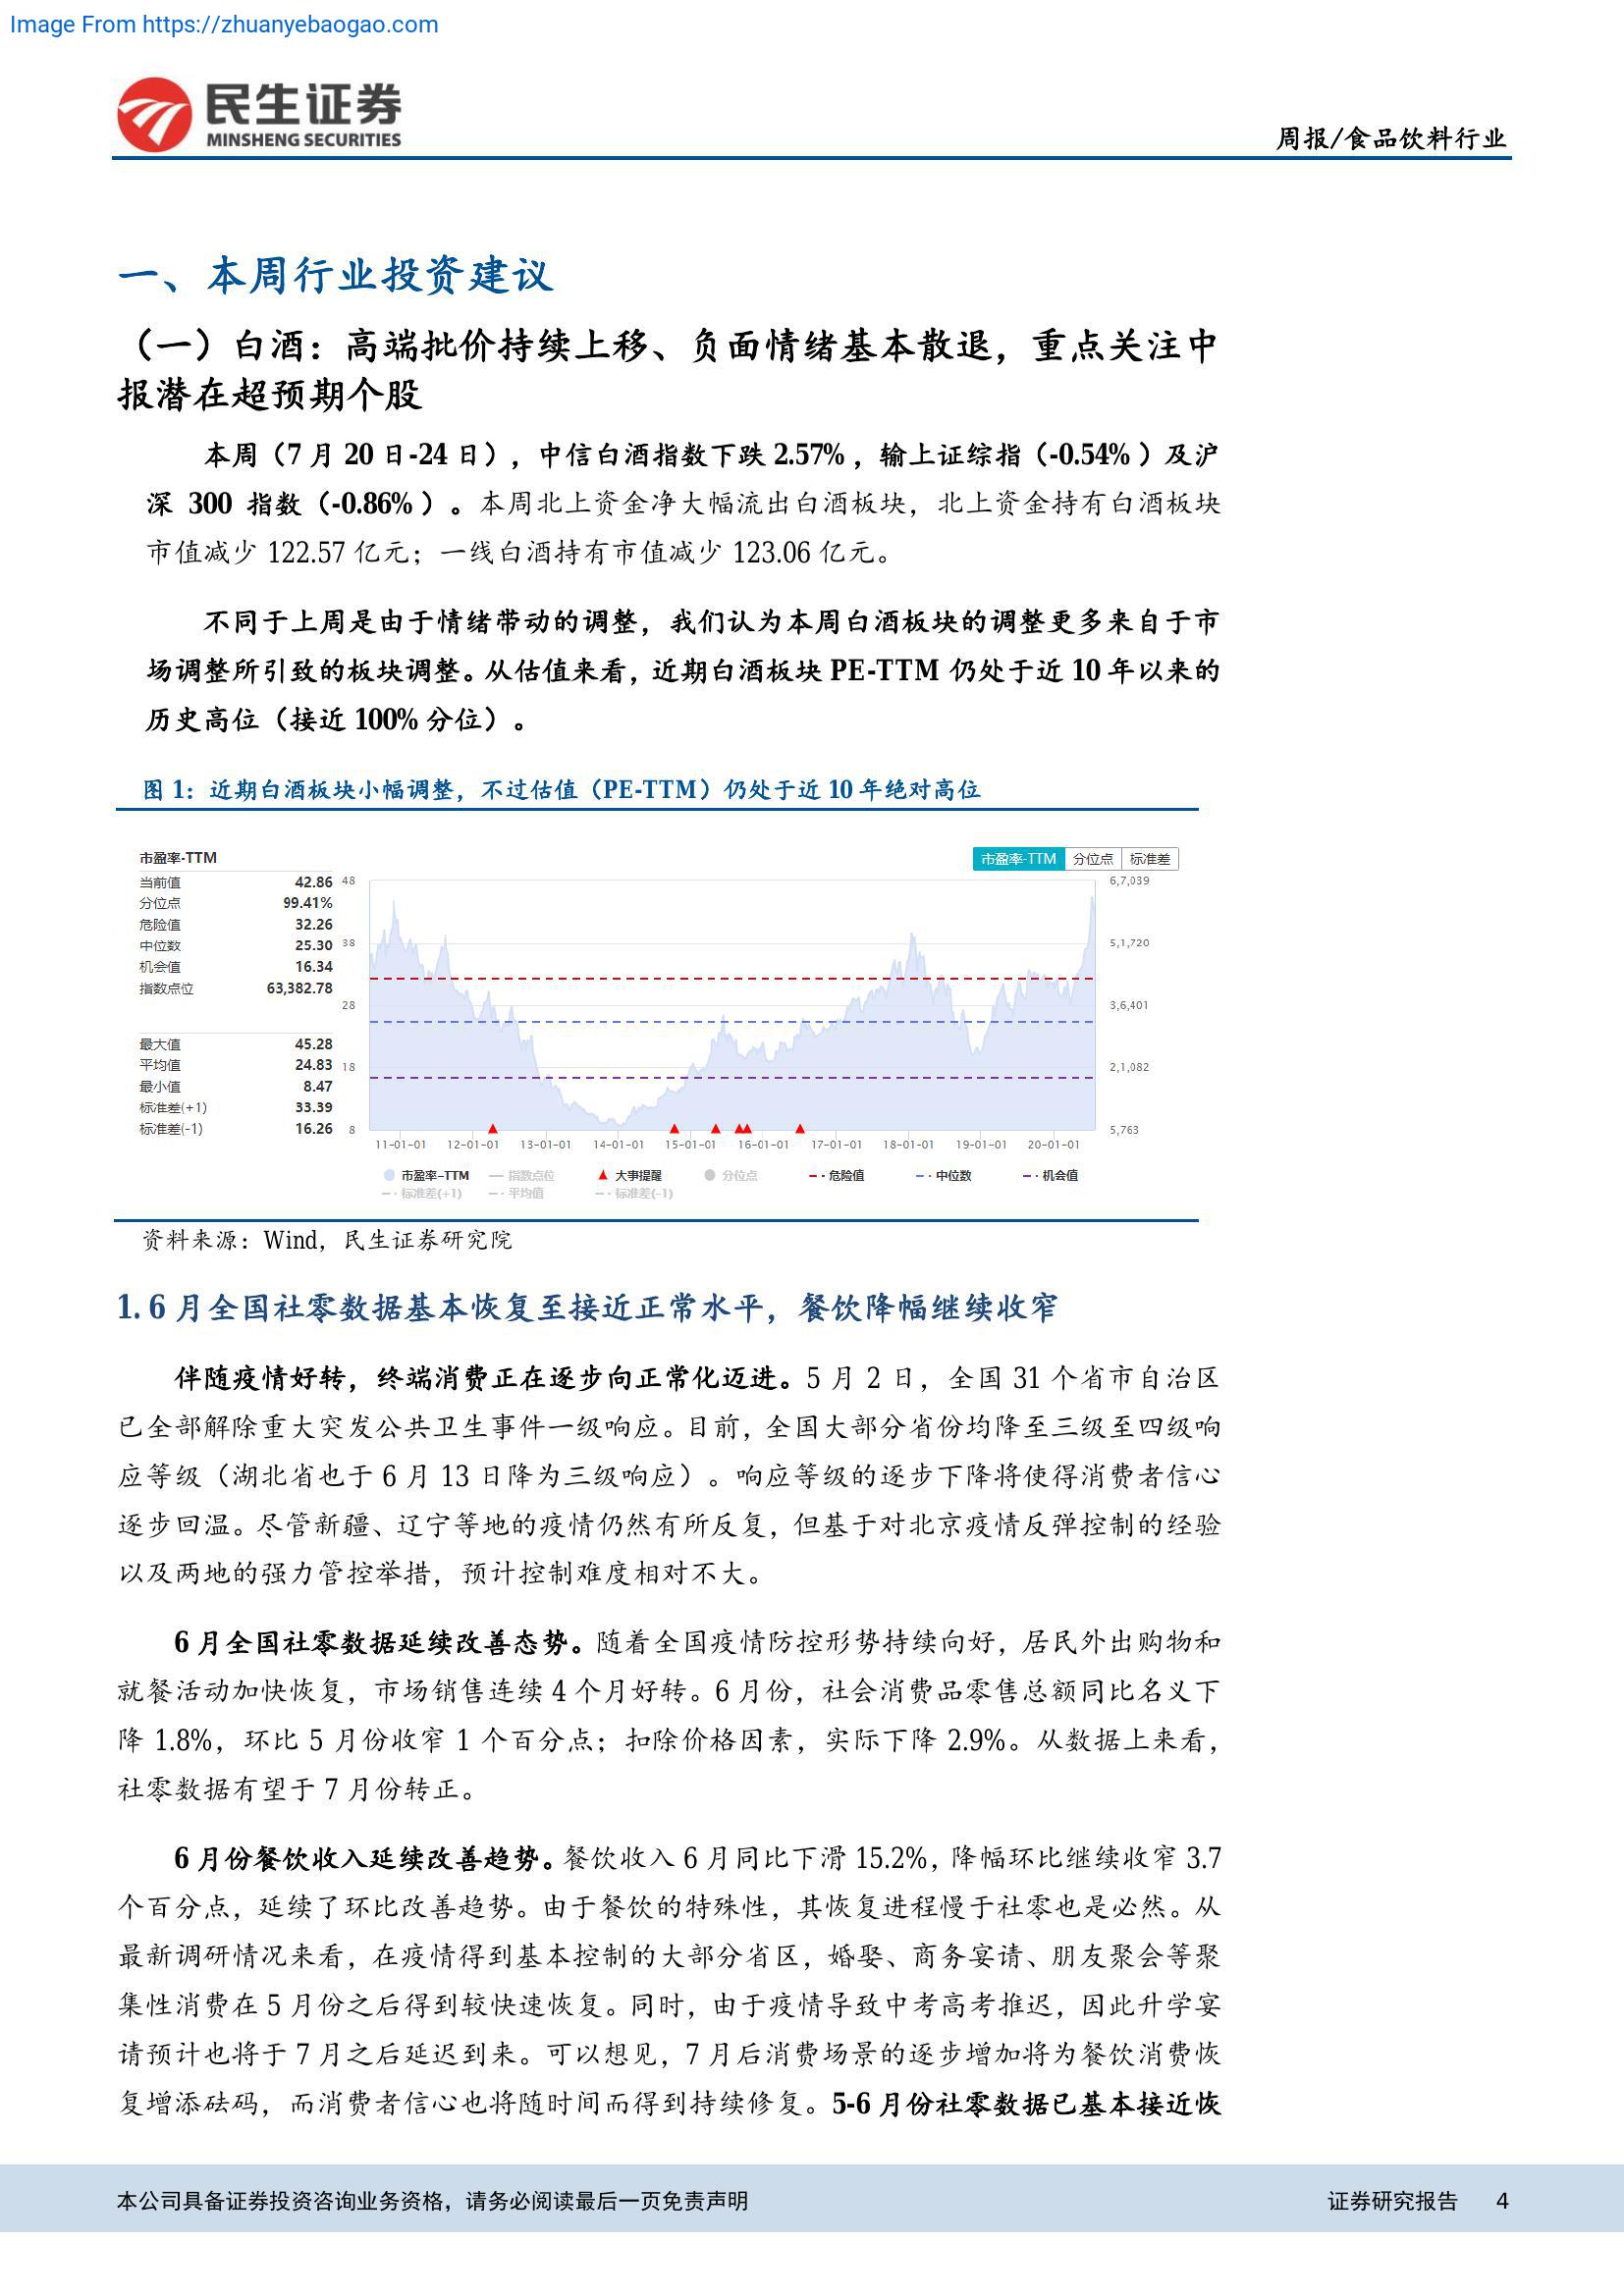 Image From https://zhuanyebaogao.com
民生证券
MINSHENG SECURITIES
周报/食品饮料行业
一、本周行业投资建议
（一）白酒：高端批价持续上移、负面情绪基本散退，重点关注中
报潜在超预期个股
本周（7 月 20 日-24 日），中信白酒指数下跌 2.57%，输上证综指（-0.54%）及沪
深 300 指数（-0.86%）。本周北上资金净大幅流出白酒板块，北上资金持有白酒板块
市值减少 122.57 亿元；一线白酒持有市值减少 123.06 亿元。
不同于上周是由于情绪带动的调整，我们认为本周白酒板块的调整更多来自于市
场调整所引致的板块调整。从估值来看，近期白酒板块 PE-TTM 仍处于近 10 年以来的
历史高位（接近 100% 分位）。
图 1：近期白酒板块小幅调整，不过估值（PE-TTM）仍处于近 10 年绝对高位
市盈率-TTM
市盈率-TTM 分位点 标准差
当前值 42.86
分位点 99.41%
危险值 32.26
中位数 25.30
机会值 16.34
指数点位 63,382.78
最大值 45.28
平均值 24.83
最小值 8.47
标准差(+1) 33.39
标准差(-1) 16.26
48
38
28
18
8
6,7,039
5,1,720
3,6,401
2,1,082
5,763
11-01-01 12-01-01 13-01-01 14-01-01 15-01-01 16-01-01 17-01-01 18-01-01 19-01-01 20-01-01
市盈率-TTM 指数点位 大事提醒 分位点 危险值 中位数 机会值
标准差(+1) 平均值 标准差(-1)
资料来源：Wind，民生证券研究院
1. 6 月全国社零数据基本恢复至接近正常水平，餐饮降幅继续收窄
伴随疫情好转，终端消费正在逐步向正常化迈进。5 月 2 日，全国 31 个省市自治区
已全部解除重大突发公共卫生事件一级响应。目前，全国大部分省份均降至三级至四级响
应等级（湖北省也于 6 月 13 日降为三级响应）。响应等级的逐步下降将使得消费者信心
逐步回温。尽管新疆、辽宁等地的疫情仍然有所反复，但基于对北京疫情反弹控制的经验
以及两地的强力管控举措，预计控制难度相对不大。
6 月全国社零数据延续改善态势。随着全国疫情防控形势持续向好，居民外出购物和
就餐活动加快恢复，市场销售连续 4 个月好转。6 月份，社会消费品零售总额同比名义下
降 1.8%，环比 5 月份收窄 1 个百分点；扣除价格因素，实际下降 2.9%。从数据上来看，
社零数据有望于 7 月份转正。
6 月份餐饮收入延续改善趋势。餐饮收入 6 月同比下滑 15.2%，降幅环比继续收窄 3.7
个百分点，延续了环比改善趋势。由于餐饮的特殊性，其恢复进程慢于社零也是必然。从
最新调研情况来看，在疫情得到基本控制的大部分省区，婚娶、商务宴请、朋友聚会等聚
集性消费在 5 月份之后得到较快速恢复。同时，由于疫情导致中考高考推迟，因此升学宴
请预计也将于 7 月之后延迟到来。可以想见，7 月后消费场景的逐步增加将为餐饮消费恢
复增添砝码，而消费者信心也将随时间而得到持续修复。5-6 月份社零数据已基本接近恢
本公司具备证券投资咨询业务资格，请务必阅读最后一页免责声明
证券研究报告 4